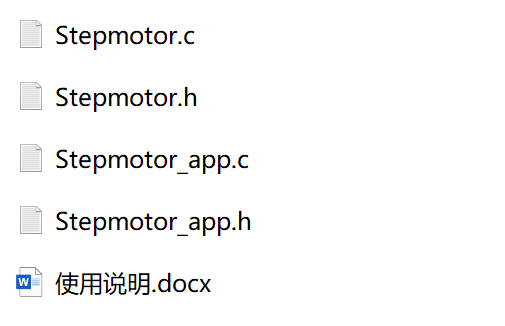 Stepmotor.c
Stepmotor.h
Stepmotor_app.c
Stepmotor_app.h
使用说明.docx